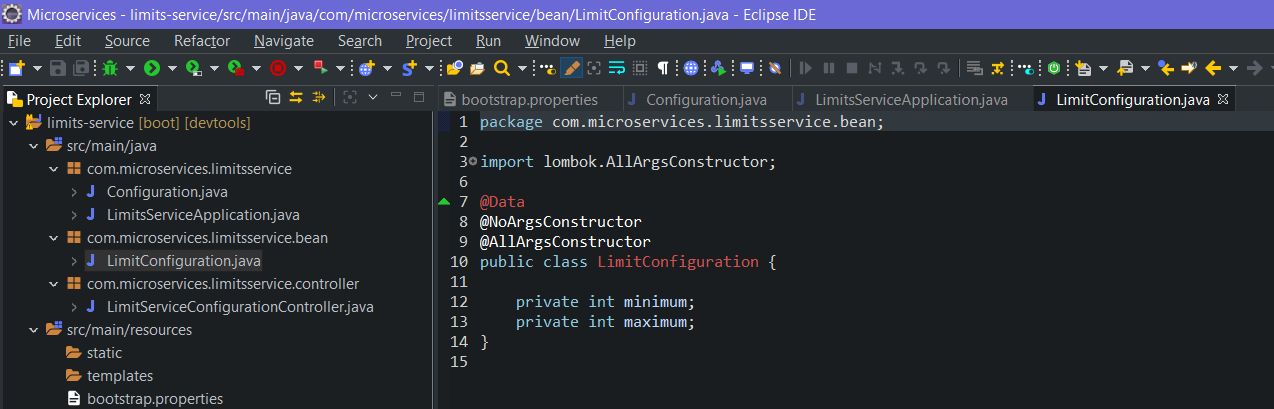 Microservices - limits-service/src/main/java/com/microservices/limitsservice/bean/LimitConfiguration.java - Eclipse IDE
File Edit Source Refactor Navigate Search Project Run Window Help
Project Explorer
limits-service [boot] [devtools]
src/main/java
com.microservices.limitsservice
Configuration.java
LimitsServiceApplication.java
com.microservices.limitsservice.bean
LimitConfiguration.java
com.microservices.limitsservice.controller
LimitServiceConfigurationController.java
src/main/resources
static
templates
bootstrap.properties
bootstrap.properties Configuration.java LimitsServiceApplication.java LimitConfiguration.java
1 package com.microservices.limitsservice.bean;
2
3 import lombok.AllArgsConstructor;
6
7 @Data
8 @NoArgsConstructor
9 @AllArgsConstructor
10 public class LimitConfiguration {
11
12 private int minimum;
13 private int maximum;
14 }
15